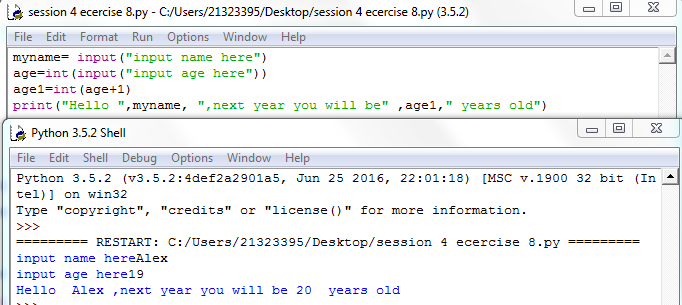 session 4 ecercise 8.py - C:/Users/21323395/Desktop/session 4 ecercise 8.py (3.5.2)
File Edit Format Run Options Window Help
myname= input("input name here")
age=int(input("input age here"))
age1=int(age+1)
print("Hello ",myname, ",next year you will be" ,age1," years old")
Python 3.5.2 Shell
File Edit Shell Debug Options Window Help
Python 3.5.2 (v3.5.2:4def2a2901a5, Jun 25 2016, 22:01:18) [MSC v.1900 32 bit (In
tel)] on win32
Type "copyright", "credits" or "license()" for more information.
>>>
========= RESTART: C:/Users/21323395/Desktop/session 4 ecercise 8.py =========
input name hereAlex
input age here19
Hello  Alex ,next year you will be 20  years old
>>>